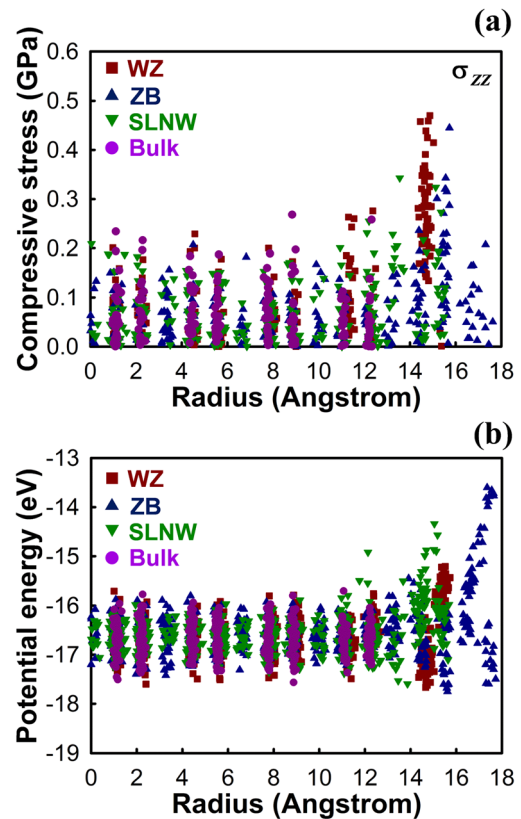 (a)
0.6
0.5
0.4
0.3
0.2
0.1
0.0
Compressive stress (GPa)
WZ
ZB
SLNW
Bulk
σzz
0 2 4 6 8 10 12 14 16 18
Radius (Angstrom)
(b)
-13
-14
-15
-16
-17
-18
-19
Potential energy (eV)
WZ
ZB
SLNW
Bulk
0 2 4 6 8 10 12 14 16 18
Radius (Angstrom)